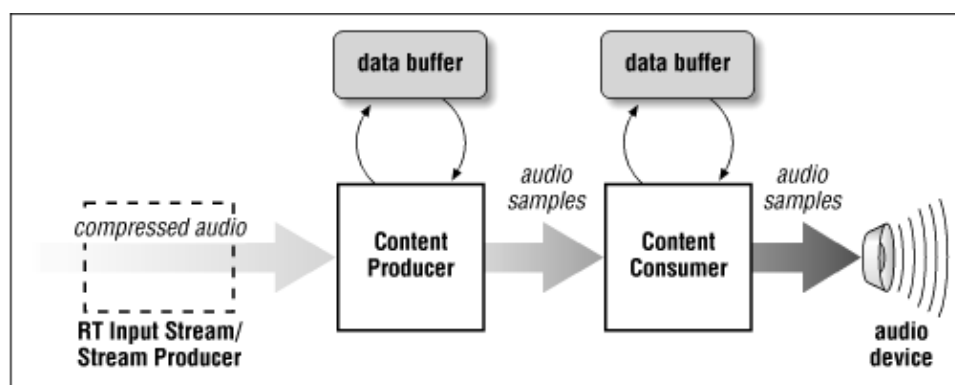 data buffer
data buffer
audio
samples
audio
samples
compressed audio
Content
Producer
Content
Consumer
RT Input Stream/
Stream Producer
audio
device